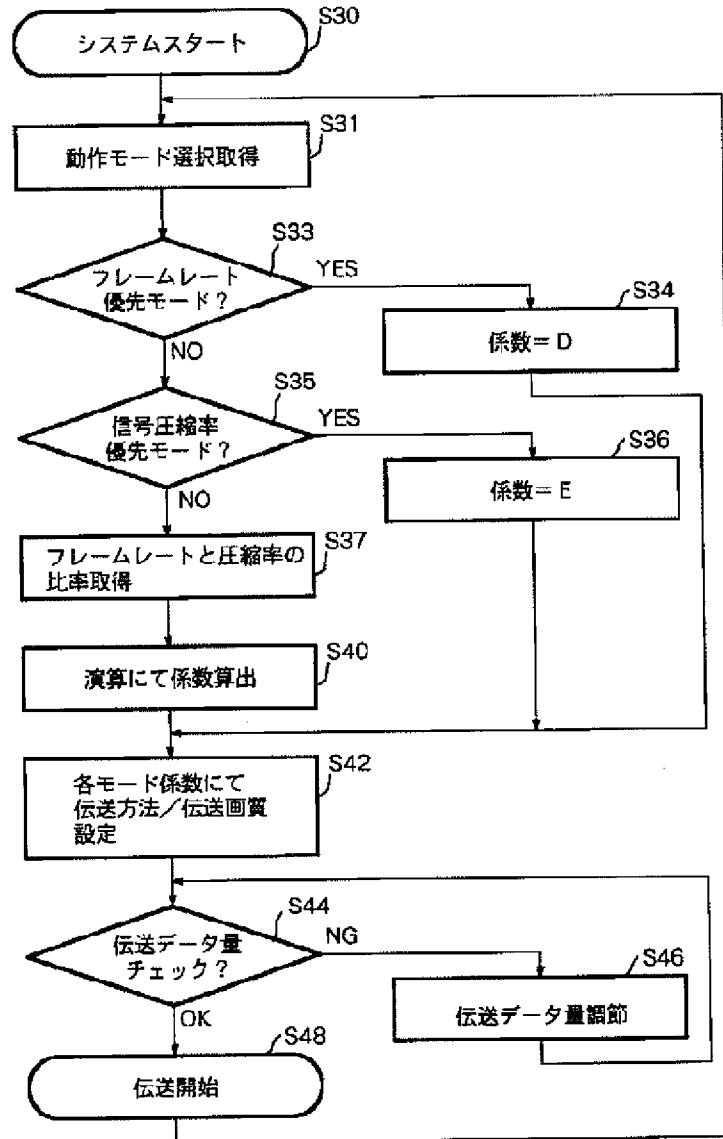 S30
システムスタート
S31
動作モード選択取得
S33
フレームレート
優先モード？
YES
S34
係数＝D
NO
S35
信号圧縮率
優先モード？
YES
S36
係数＝E
NO
S37
フレームレートと圧縮率の
比率取得
S40
演算にて係数算出
S42
各モード係数にて
伝送方法／伝送画質
設定
S44
伝送データ量
チェック？
NG
S46
伝送データ量調節
OK
S48
伝送開始